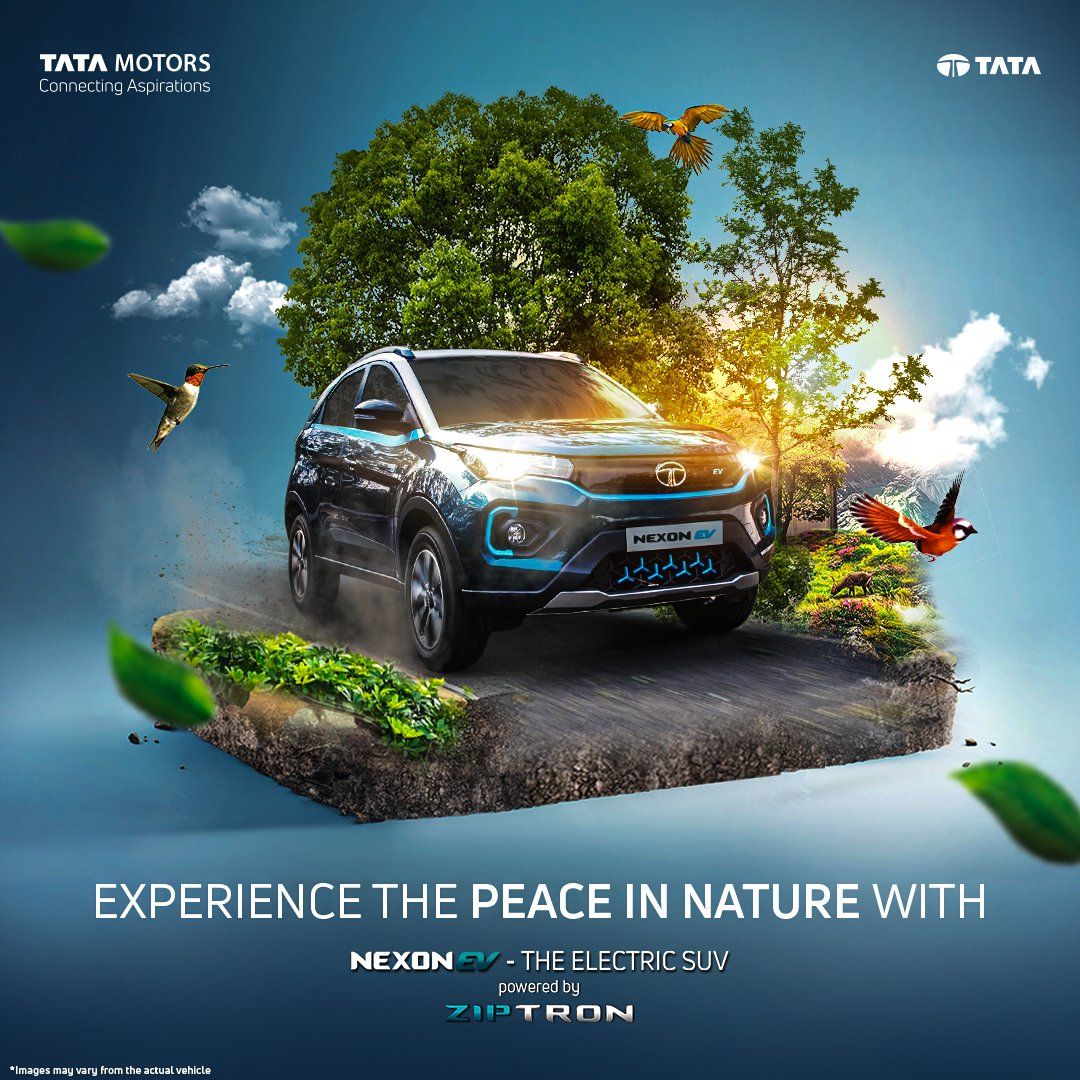 TATA MOTORS
Connecting Aspirations
TATA
EV
NEXON EV
EXPERIENCE THE PEACE IN NATURE WITH
NEXON EV - THE ELECTRIC SUV
powered by
ZIPTRON
*Images may vary from the actual vehicle